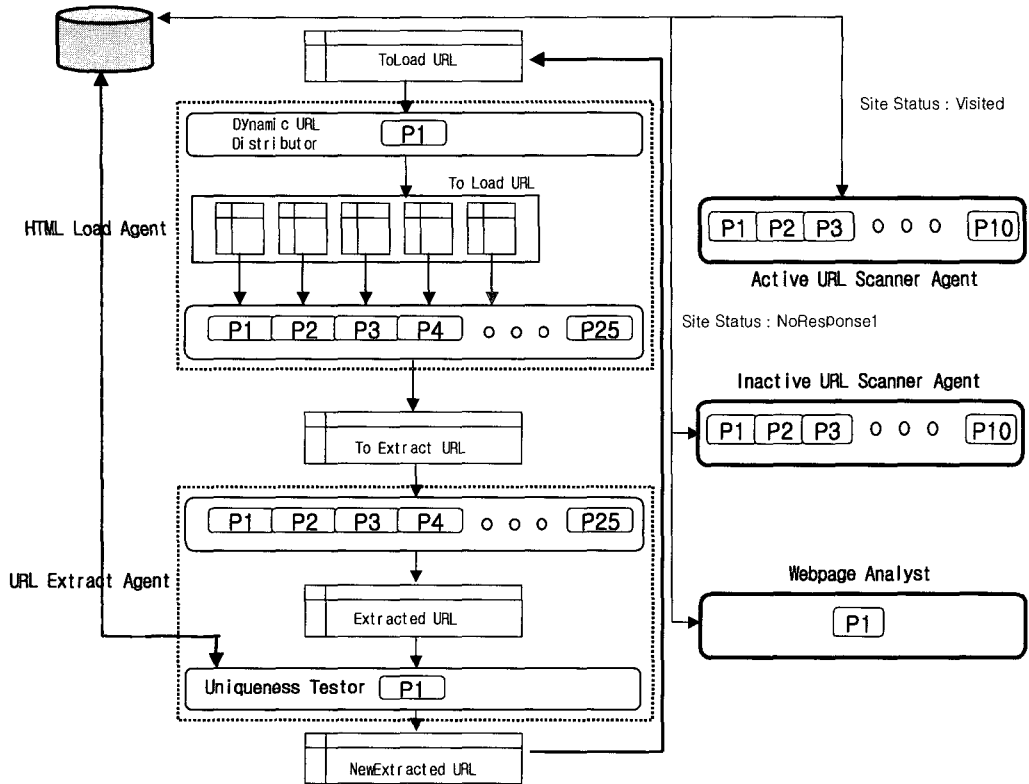 ToLoad URL
Dynamic URL
Distributor
P1
To Load URL
HTML Load Agent
P1 P2 P3 P4 o o o P25
To Extract URL
P1 P2 P3 P4 o o o P25
URL Extract Agent
Extracted URL
Uniqueness Testor P1
NewExtracted URL
Site Status : Visited
P1 P2 P3 o o o P10
Active URL Scanner Agent
Site Status : NoResponse1
Inactive URL Scanner Agent
P1 P2 P3 o o o P10
Webpage Analyst
P1